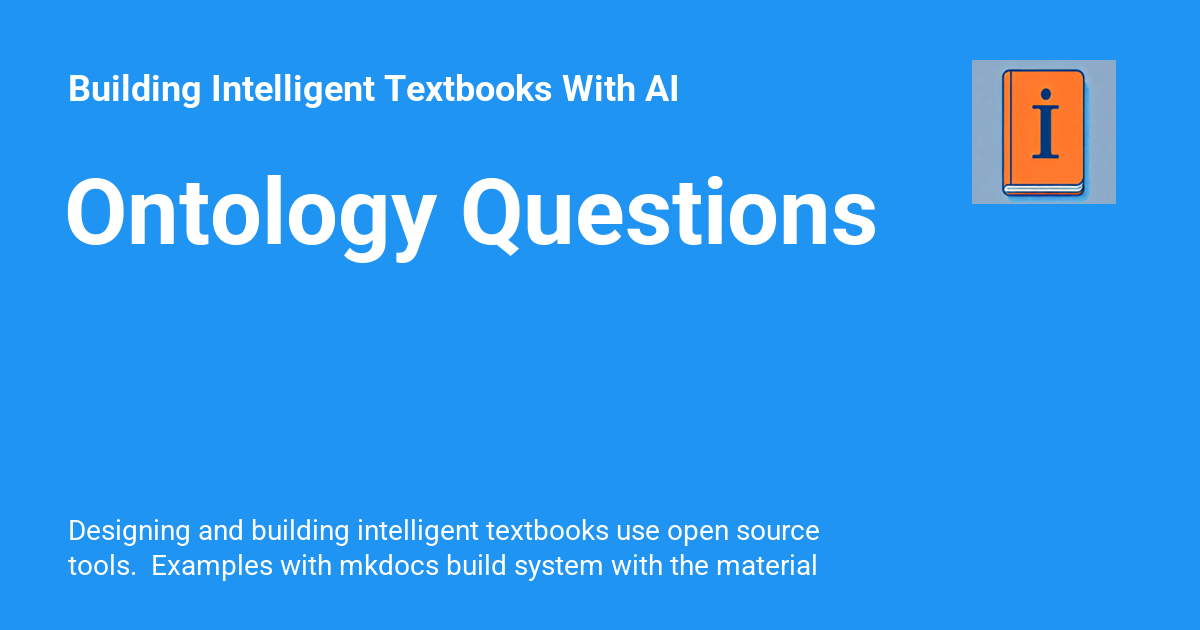 Building Intelligent Textbooks With AI
i
Ontology Questions
Designing and building intelligent textbooks use open source
tools.  Examples with mkdocs build system with the material